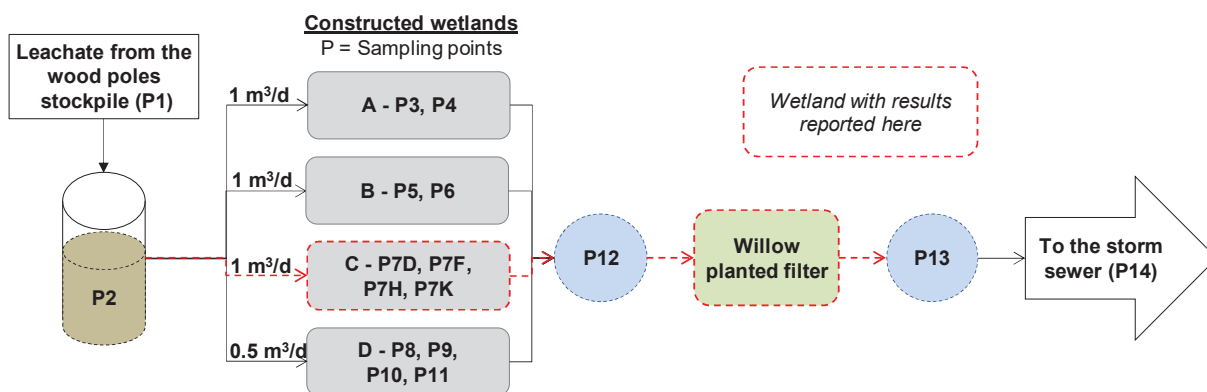 Constructed wetlands
P = Sampling points
Leachate from the
wood poles
stockpile (P1)
1 m³/d
A - P3, P4
Wetland with results
reported here
1 m³/d
B - P5, P6
P2
1 m³/d
C - P7D, P7F,
P7H, P7K
P12
Willow
planted filter
P13
To the storm
sewer (P14)
0.5 m³/d
D - P8, P9,
P10, P11